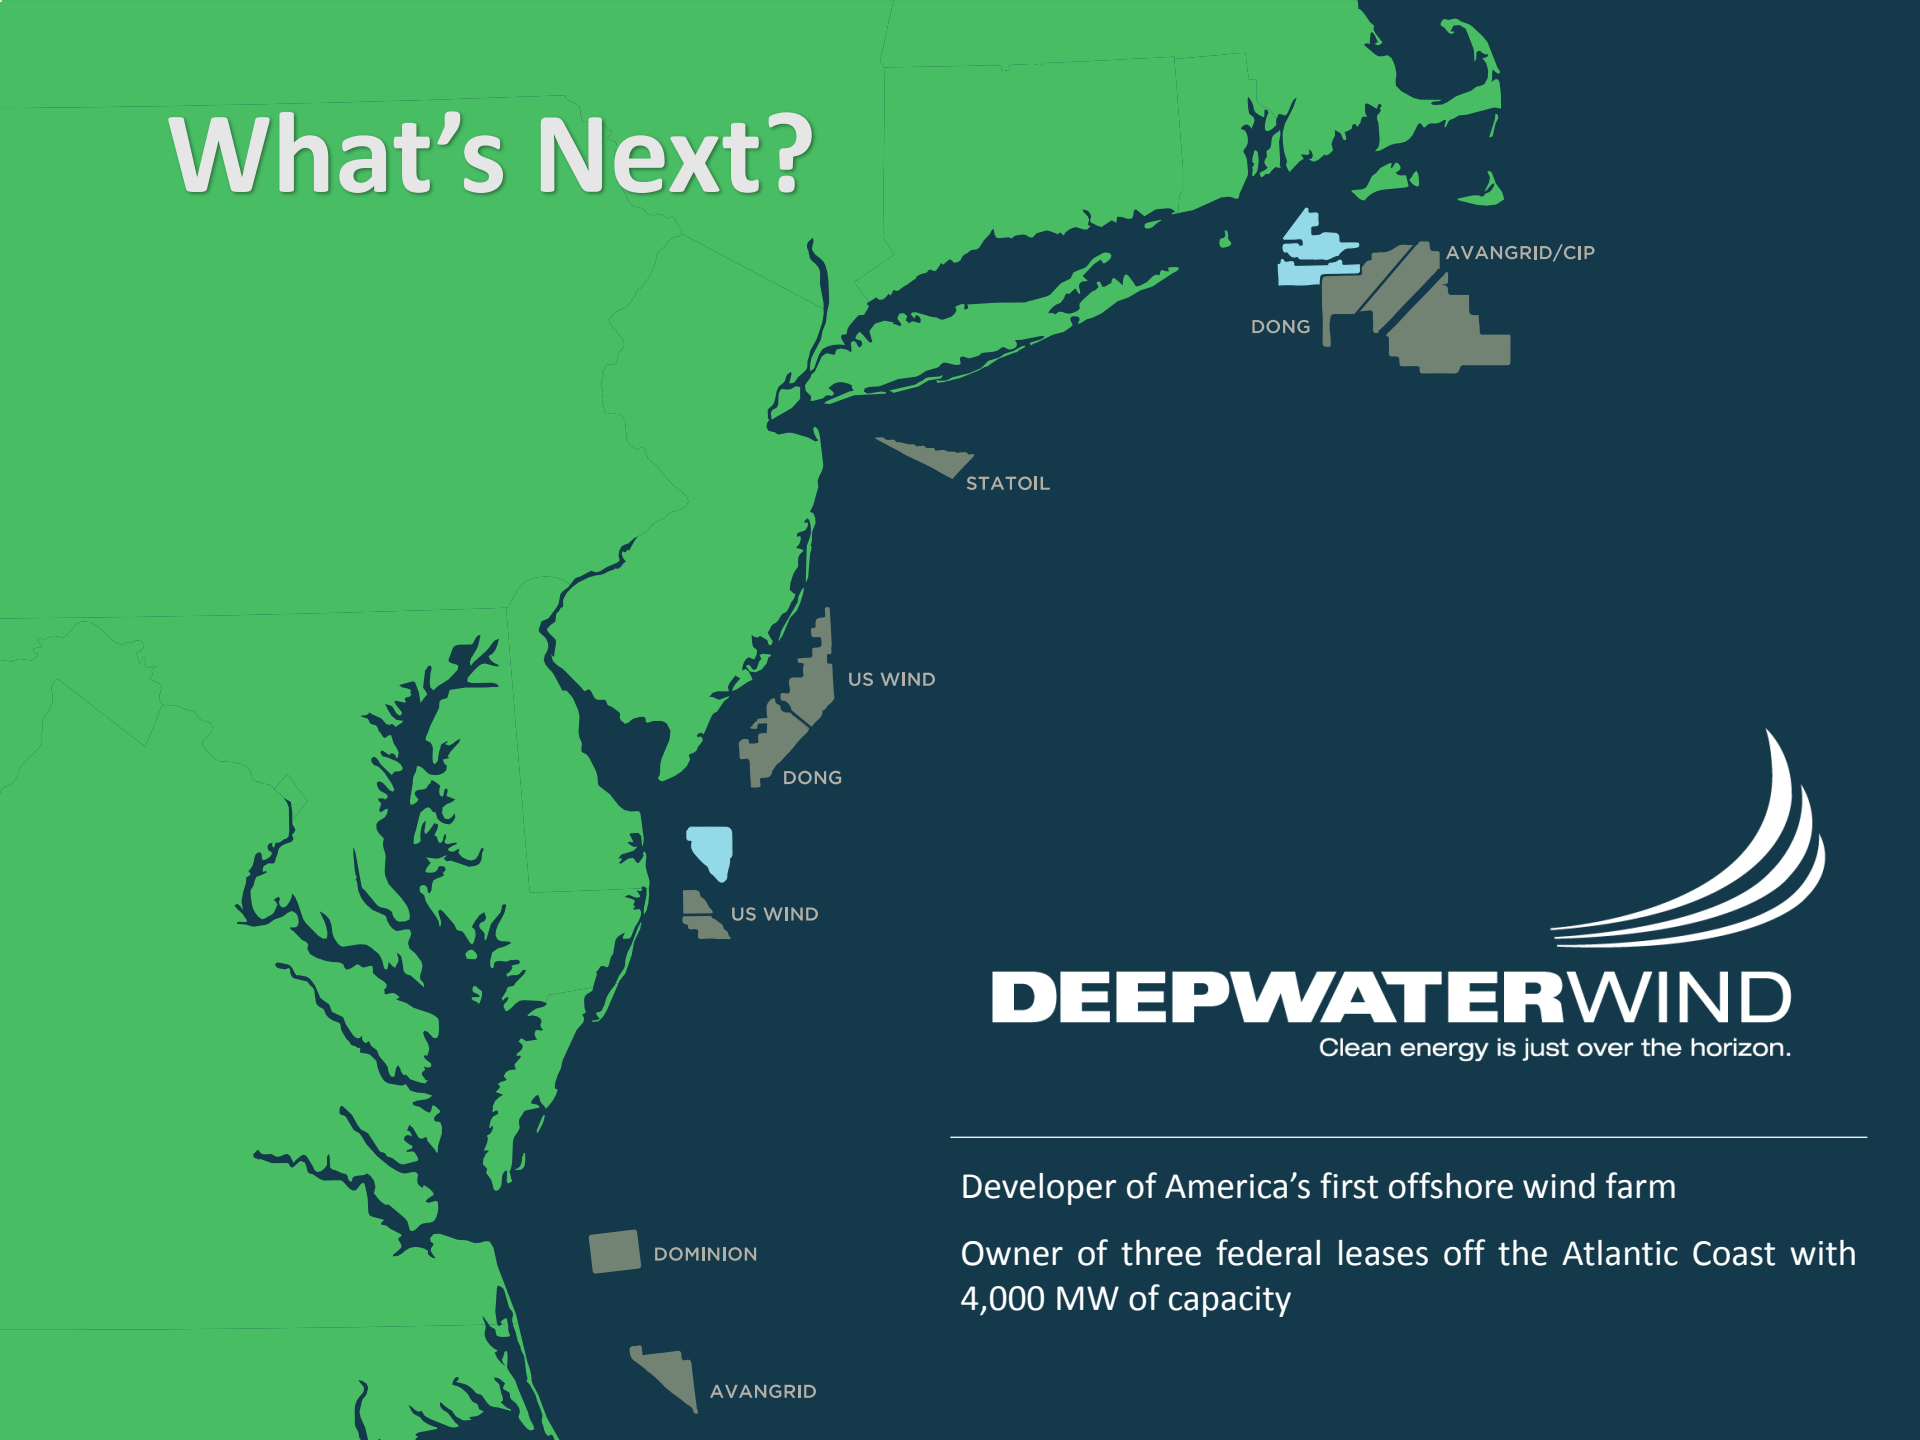 What’s Next?
AVANGRID/CIP
DONG
STATOIL
US WIND
DONG
US WIND
DEEPWATERWIND
Clean energy is just over the horizon.
Developer of America’s first offshore wind farm
Owner of three federal leases off the Atlantic Coast with
4,000 MW of capacity
DOMINION
AVANGRID